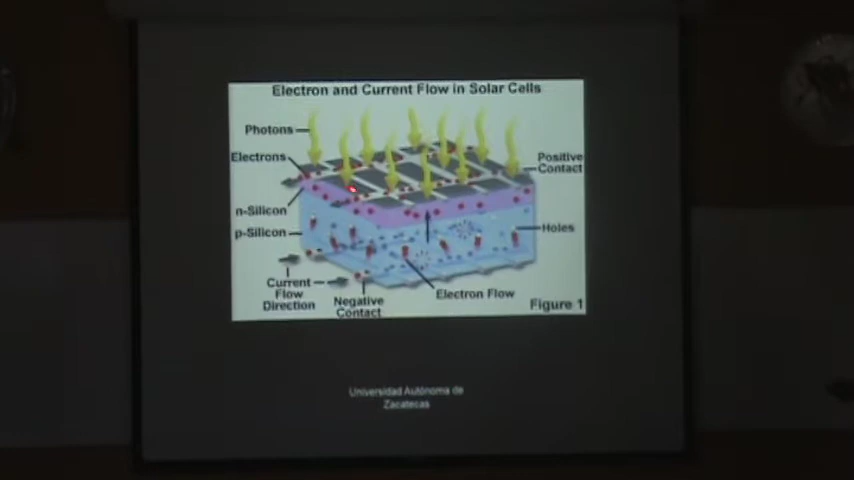 Electron and Current Flow in Solar Cells
Photons
Electrons
Positive
Contact
n-Silicon
p-Silicon
Holes
Current
Flow
Direction
Negative
Contact
Electron Flow
Figure 1
Universidad Autónoma de
Zacatecas